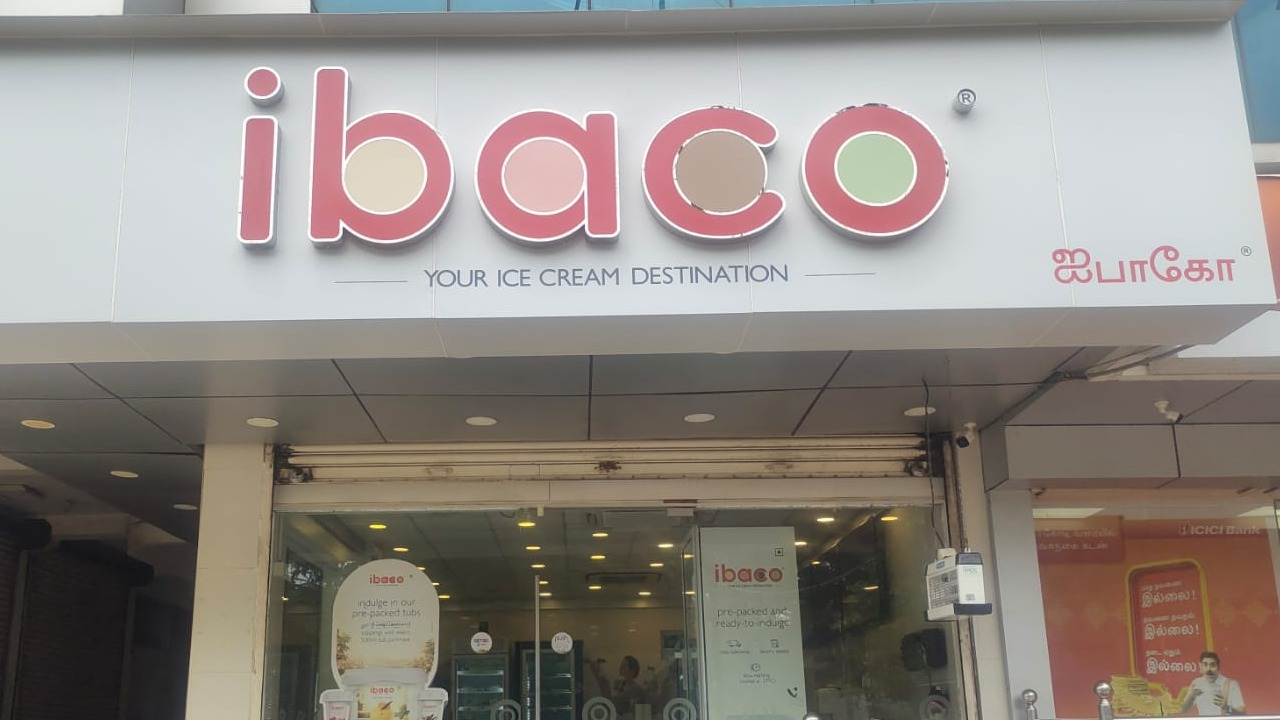 ibaco ®
YOUR ICE CREAM DESTINATION
ஐபாகோ ®
ibaco
indulge in our
pre-packed tubs
ibaco
ibaco
pre-packed and
ready-to-indulge
ICICI Bank
இல்லை!
இல்லை!
இல்லை!